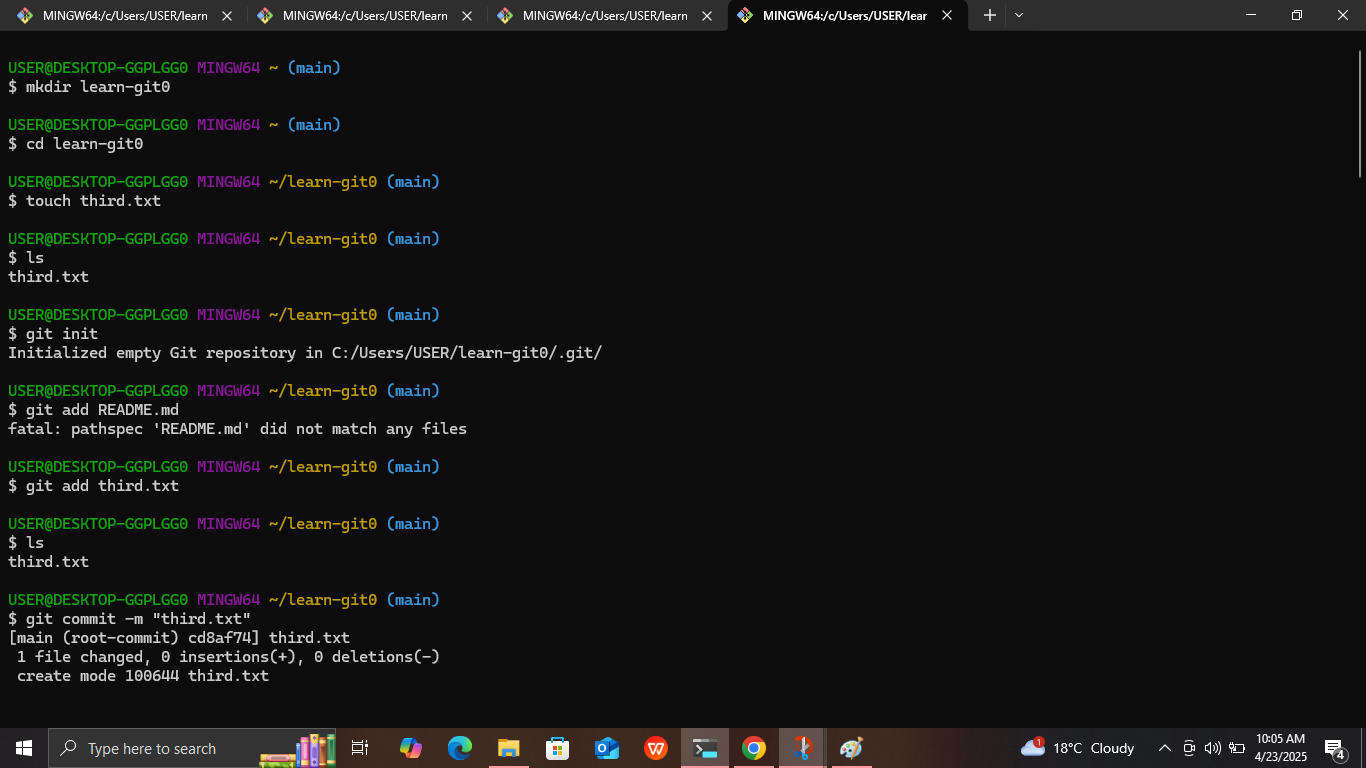 MINGW64:/c/Users/USER/learn
MINGW64:/c/Users/USER/learn
MINGW64:/c/Users/USER/learn
MINGW64:/c/Users/USER/lear
USER@DESKTOP-GGPLGG0 MINGW64 ~ (main)
$ mkdir learn-git0
USER@DESKTOP-GGPLGG0 MINGW64 ~ (main)
$ cd learn-git0
USER@DESKTOP-GGPLGG0 MINGW64 ~/learn-git0 (main)
$ touch third.txt
USER@DESKTOP-GGPLGG0 MINGW64 ~/learn-git0 (main)
$ ls
third.txt
USER@DESKTOP-GGPLGG0 MINGW64 ~/learn-git0 (main)
$ git init
Initialized empty Git repository in C:/Users/USER/learn-git0/.git/
USER@DESKTOP-GGPLGG0 MINGW64 ~/learn-git0 (main)
$ git add README.md
fatal: pathspec 'README.md' did not match any files
USER@DESKTOP-GGPLGG0 MINGW64 ~/learn-git0 (main)
$ git add third.txt
USER@DESKTOP-GGPLGG0 MINGW64 ~/learn-git0 (main)
$ ls
third.txt
USER@DESKTOP-GGPLGG0 MINGW64 ~/learn-git0 (main)
$ git commit -m "third.txt"
[main (root-commit) cd8af74] third.txt
 1 file changed, 0 insertions(+), 0 deletions(-)
 create mode 100644 third.txt
Type here to search
1
18°C Cloudy
10:05 AM
4/23/2025
4